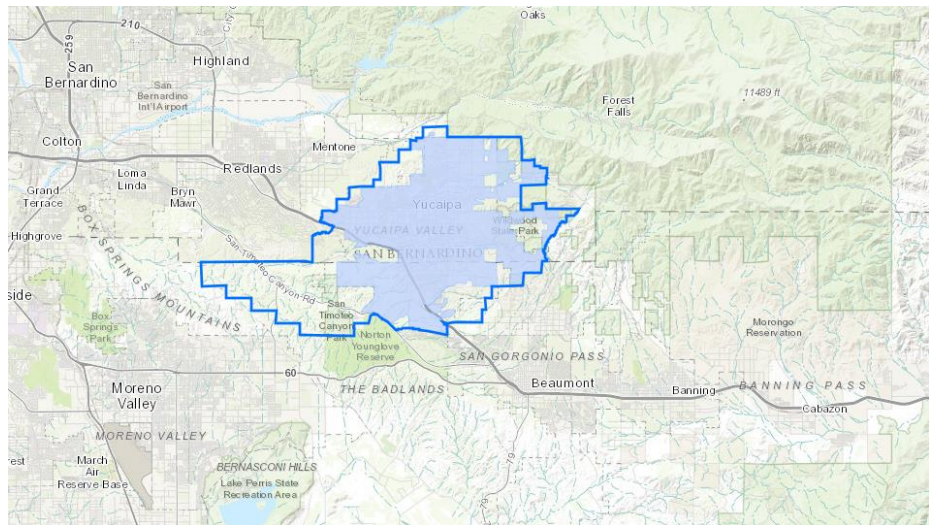 Oaks
City Cr
210
259
Highland
San
Bernardino
San
Bernardino
Int'l Airport
Forest
Falls
11489 ft
Colton
Mentone
Loma
Linda
Redlands
Bryn
Mawr
Grand
Terrace
Yucaipa
Wildwood
State Park
YUCAIPA VALLEY
Highgrove
BOX SPRINGS MOUNTAINS
San-Timoteo Canyon-Rd
SAN BERNARDINO
side
San
Timoteo
Canyon
Park
Box
Springs
Park
Norton
Younglove
Reserve
Morongo
Reservation
SAN GORGONIO PASS
60
Moreno
Valley
THE BADLANDS
Beaumont
Banning
BANNING PASS
Cabazon
MORENO VALLEY
rest
March
Air
Reserve Base
BERNASCONI HILLS
Lake Perris State
Recreation Area
79
79